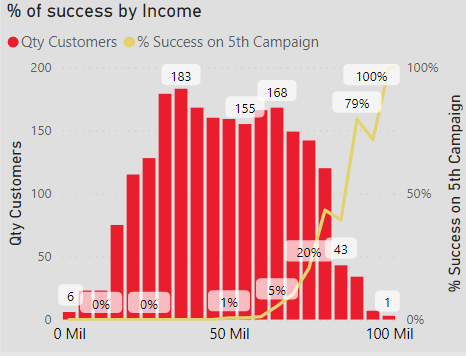 % of success by Income
Qty Customers % Success on 5th Campaign
200 100%
183 100%
168 79%
155
150
100 50%
50
20% 43
6 0% 0% 1% 5% 1
0 0%
0 Mil 50 Mil 100 Mil
Qty Customers
% Success on 5th Campaign